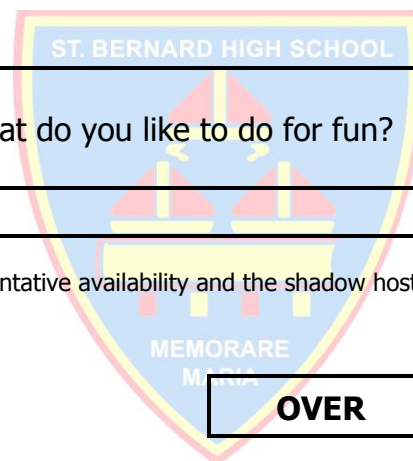 ST. BERNARD HIGH SCHOOL
at do you like to do for fun?
ntative availability and the shadow host
MEMORARE
MARIA
OVER